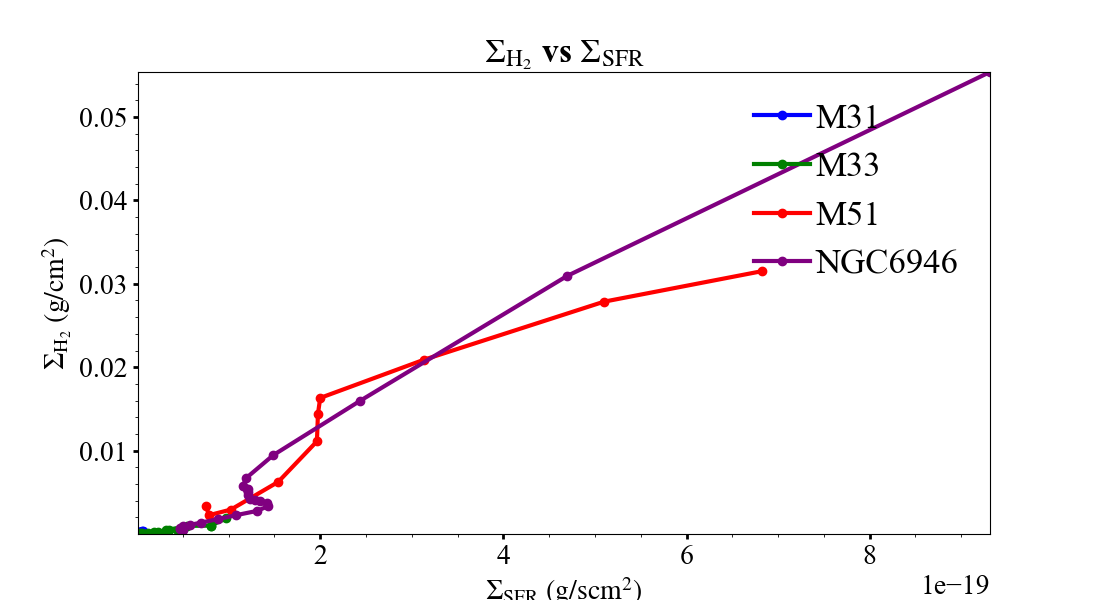 Σ_H₂ vs Σ_SFR
Σ_H₂ (g/cm²)
0.05
0.04
0.03
0.02
0.01
M31
M33
M51
NGC6946
2
4
6
8
1e−19
Σ_SFR (g/scm²)